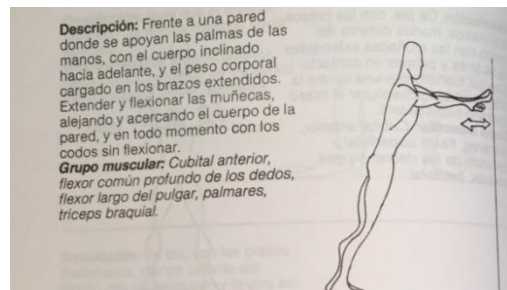 Descripción: Frente a una pared
donde se apoyan las palmas de las
manos, con el cuerpo inclinado
hacia adelante, y el peso corporal
cargado en los brazos extendidos.
Extender y flexionar las muñecas,
alejando y acercando el cuerpo de la
pared, y en todo momento con los
codos sin flexionar.
Grupo muscular: Cubital anterior,
flexor común profundo de los dedos,
flexor largo del pulgar, palmares,
triceps braquial.